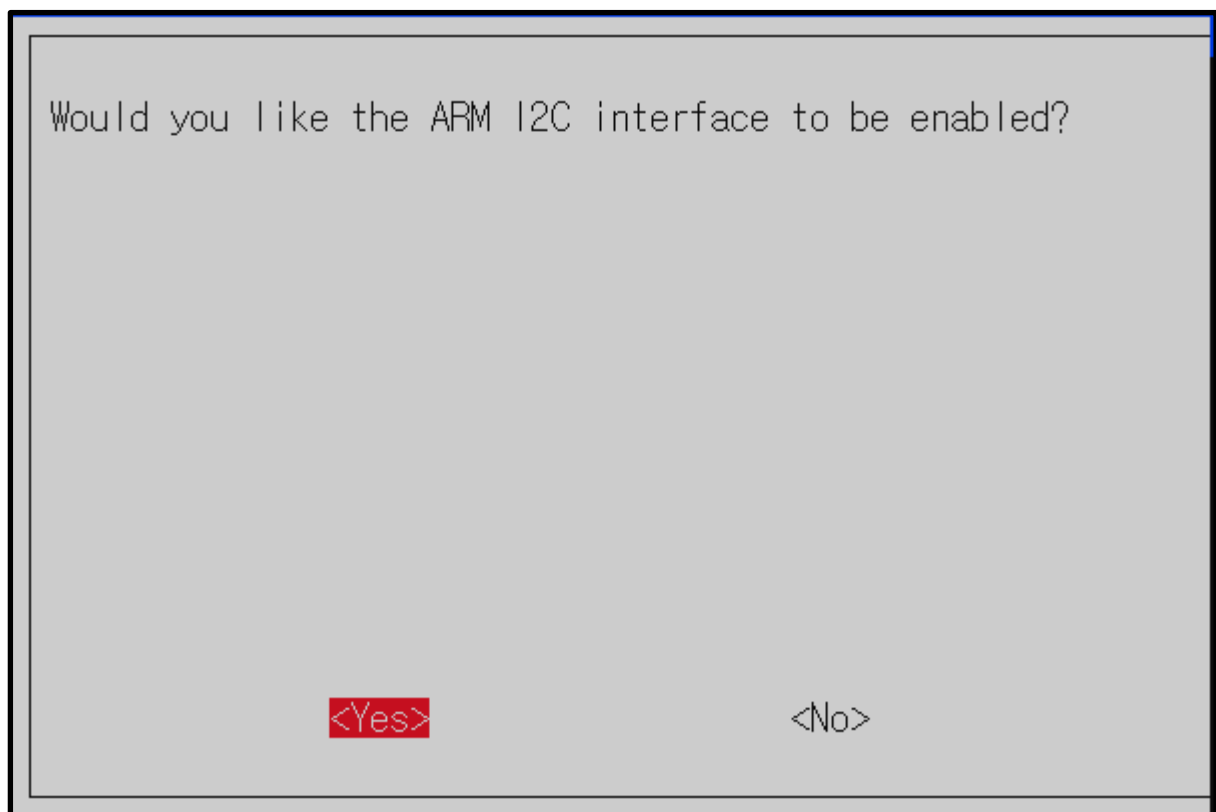 Would you like the ARM I2C interface to be enabled?
<Yes> <No>